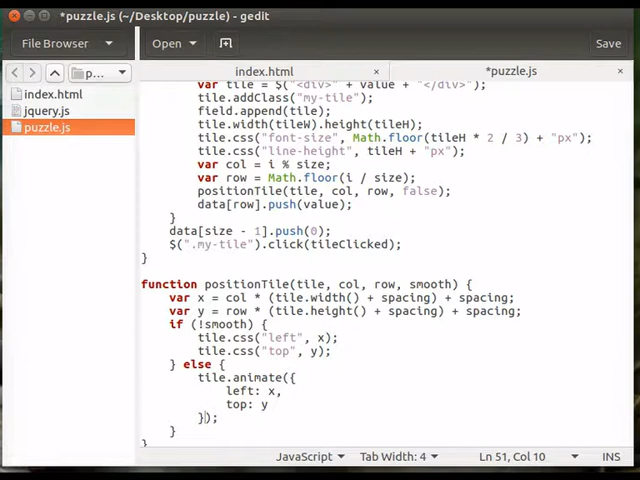 *puzzle.js (~/Desktop/puzzle) - gedit
File Browser Open Save
p... index.html *puzzle.js
index.html
jquery.js
puzzle.js
var tile = $("<div>" + value + "</div>");
tile.addClass("my-tile");
field.append(tile);
tile.width(tileW).height(tileH);
tile.css("font-size", Math.floor(tileH * 2 / 3) + "px");
tile.css("line-height", tileH + "px");
var col = i % size;
var row = Math.floor(i / size);
positionTile(tile, col, row, false);
data[row].push(value);
}
data[size - 1].push(0);
$(".my-tile").click(tileClicked);
}
function positionTile(tile, col, row, smooth) {
var x = col * (tile.width() + spacing) + spacing;
var y = row * (tile.height() + spacing) + spacing;
if (!smooth) {
tile.css("left", x);
tile.css("top", y);
} else {
tile.animate({
left: x,
top: y
});
}
}
JavaScript Tab Width: 4 Ln 51, Col 10 INS